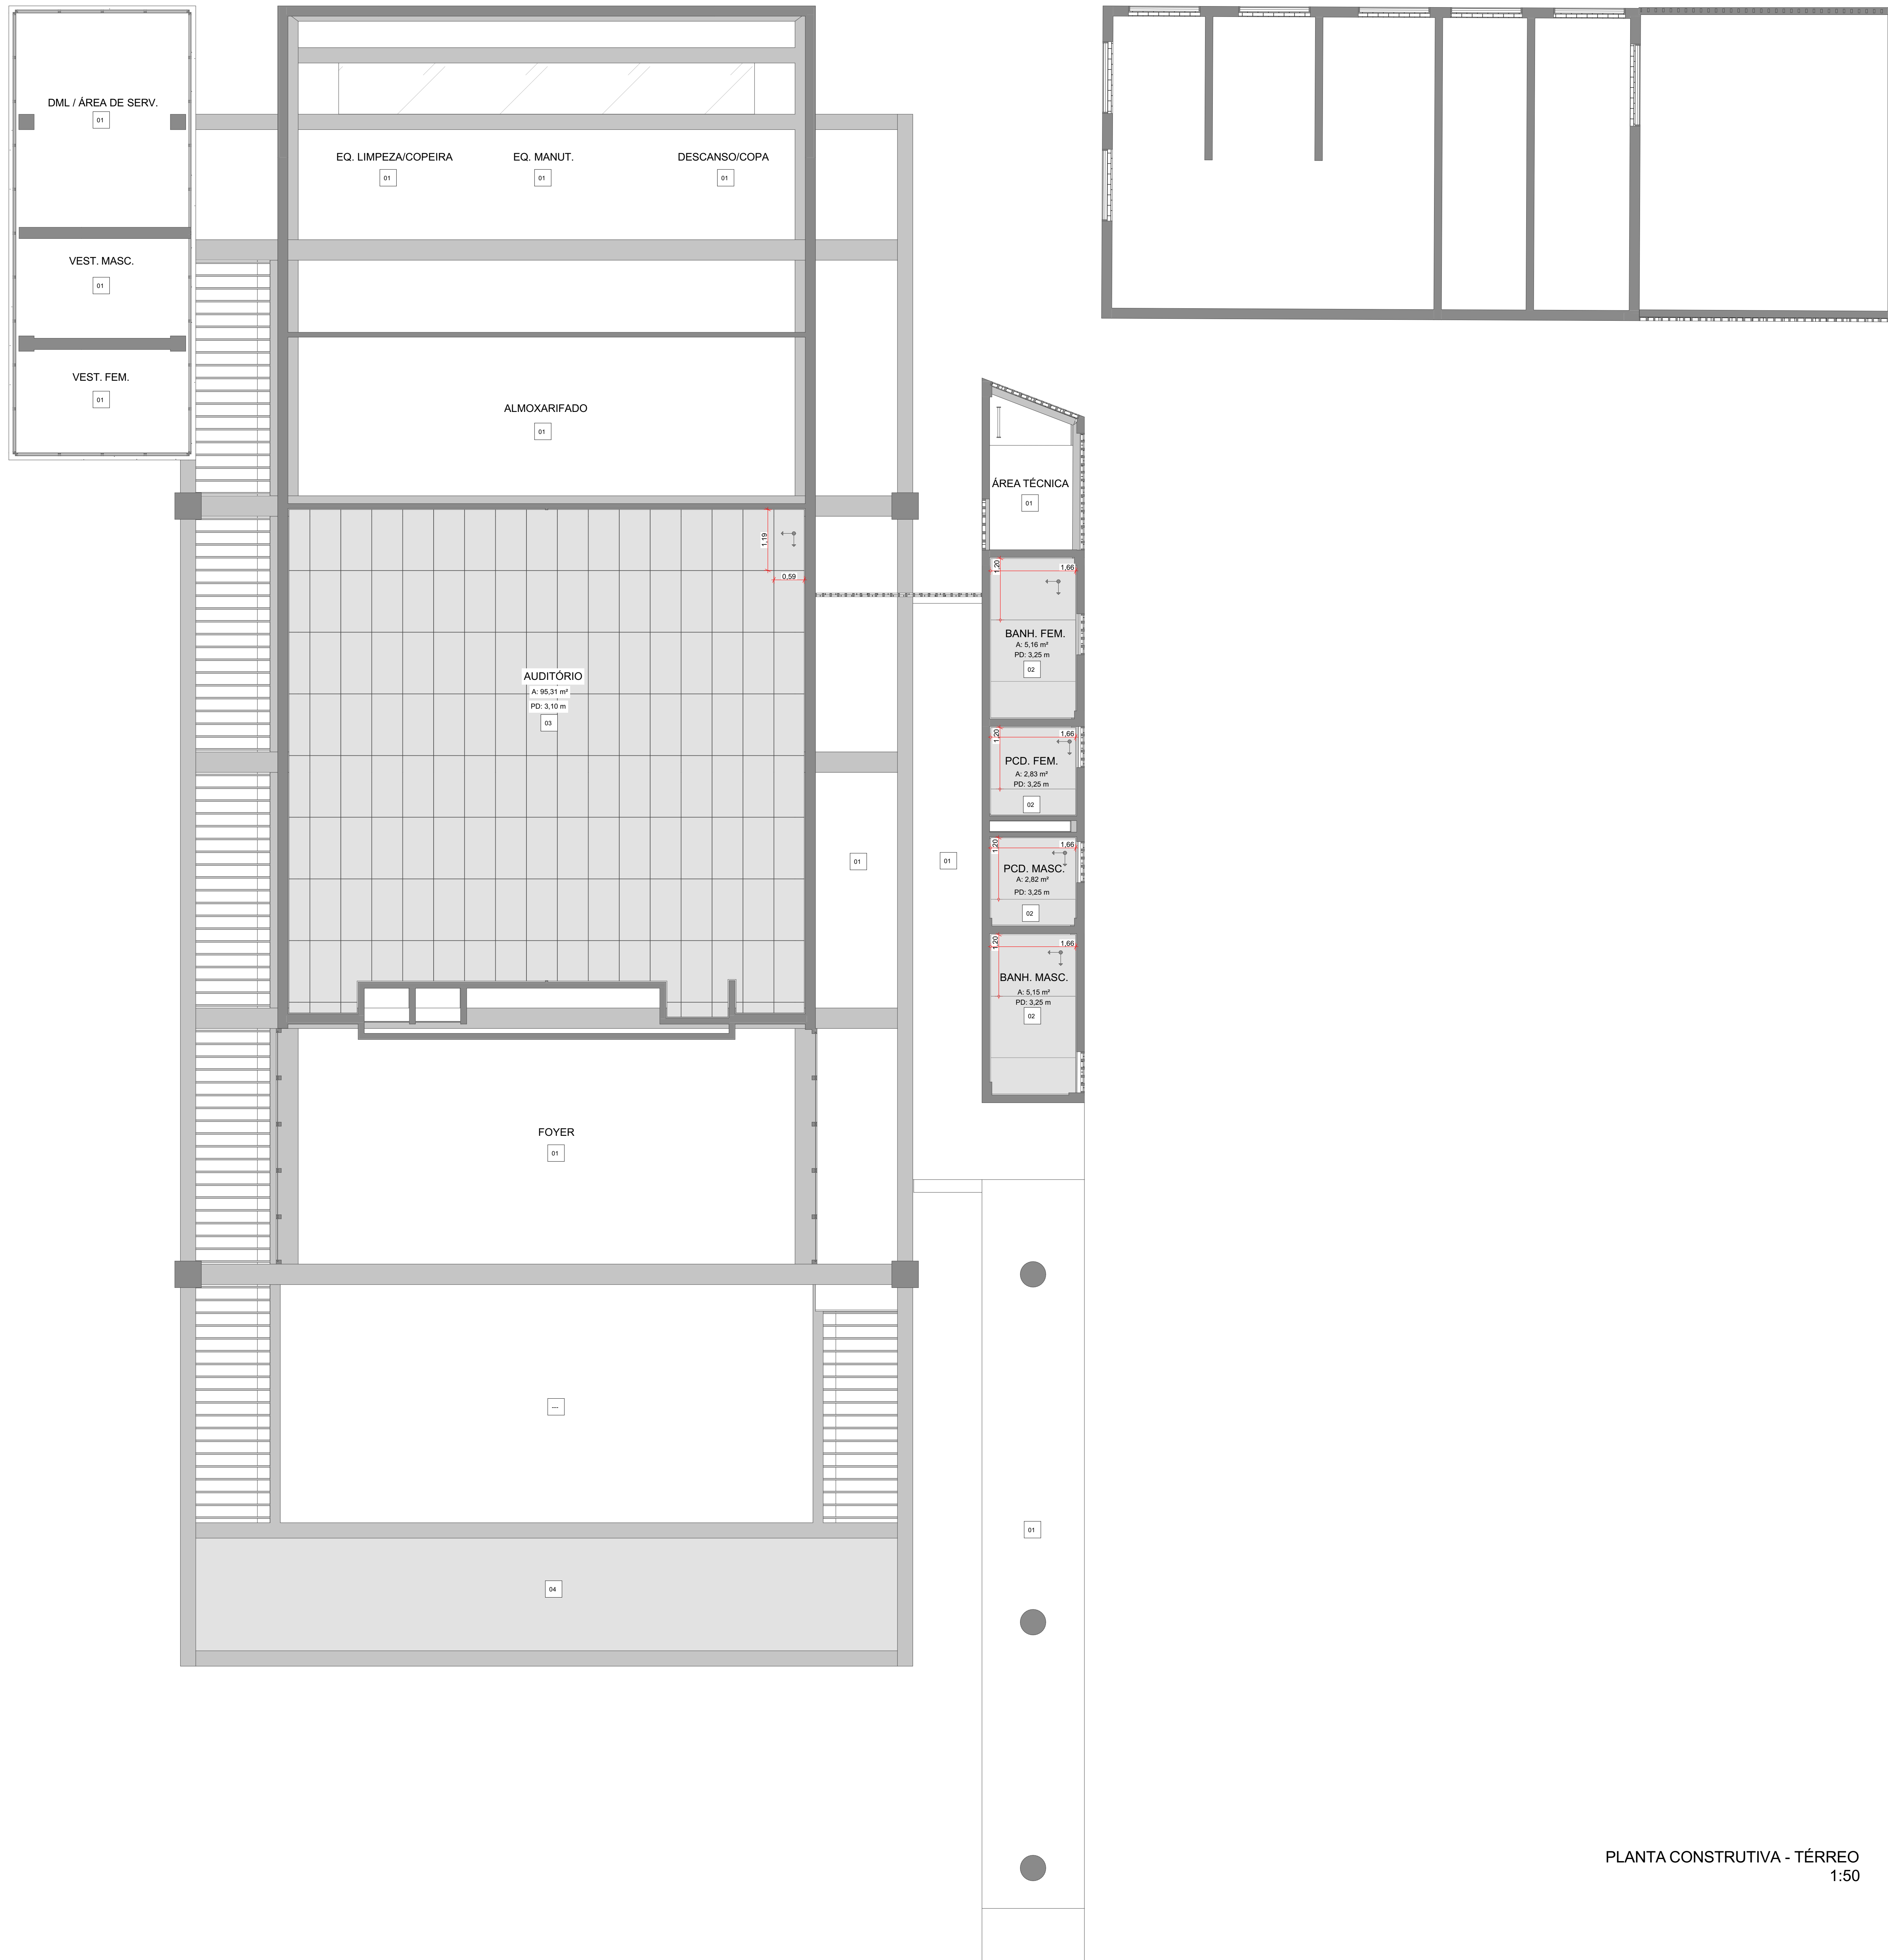 DML / ÁREA DE SERV.
01
VEST. MASC.
01
VEST. FEM.
01
EQ. LIMPEZA/COPEIRA
01
EQ. MANUT.
01
DESCANSO/COPA
01
ALMOXARIFADO
01
1,19
0,59
AUDITÓRIO
A: 95,31 m²
PD: 3,10 m
03
FOYER
01
---
04
01
01
ÁREA TÉCNICA
01
1,20
1,66
BANH. FEM.
A: 5,16 m²
PD: 3,25 m
02
1,20
1,66
PCD. FEM.
A: 2,83 m²
PD: 3,25 m
02
1,20
1,66
PCD. MASC.
A: 2,82 m²
PD: 3,25 m
02
1,20
1,66
BANH. MASC.
A: 5,15 m²
PD: 3,25 m
02
01
PLANTA CONSTRUTIVA - TÉRREO
1:50